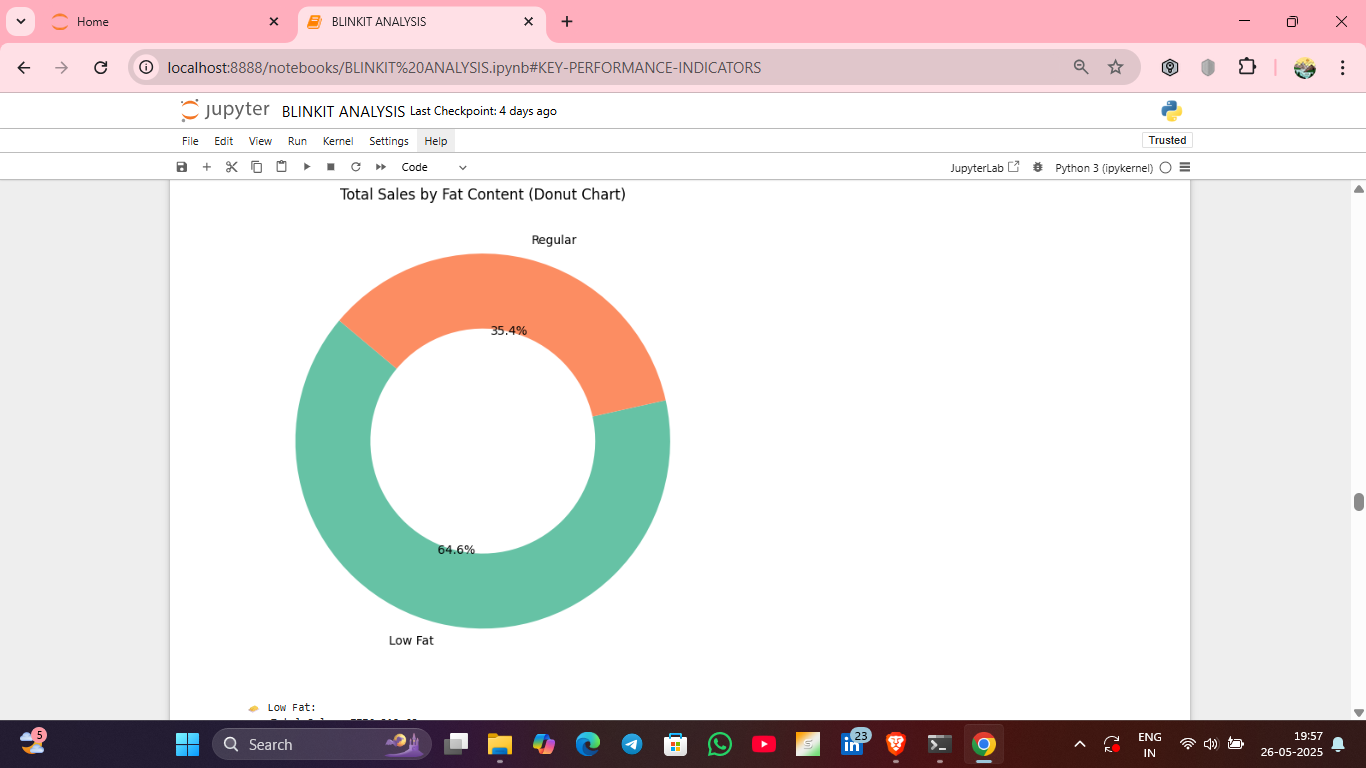 Home
BLINKIT ANALYSIS
localhost:8888/notebooks/BLINKIT%20ANALYSIS.ipynb#KEY-PERFORMANCE-INDICATORS
jupyter BLINKIT ANALYSIS Last Checkpoint: 4 days ago
File Edit View Run Kernel Settings Help
Trusted
Code
JupyterLab
Python 3 (ipykernel)
Total Sales by Fat Content (Donut Chart)
Regular
35.4%
64.6%
Low Fat
Low Fat:
5
Search
23
ENG
IN
19:57
26-05-2025